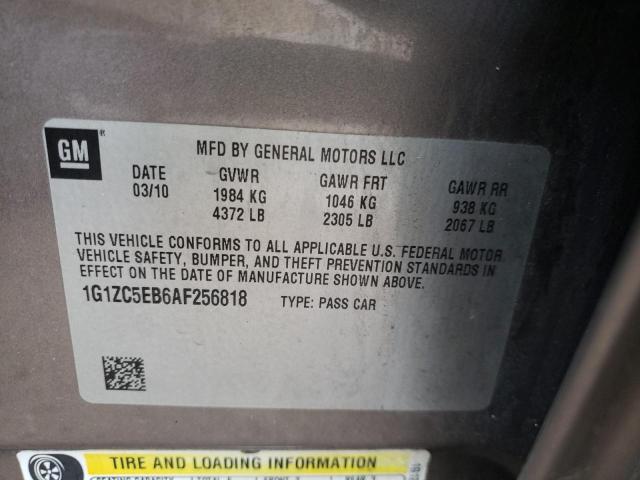 GM
MFD BY GENERAL MOTORS LLC
DATE GVWR GAWR FRT GAWR RR
03/10 1984 KG 1046 KG 938 KG
4372 LB 2305 LB 2067 LB
THIS VEHICLE CONFORMS TO ALL APPLICABLE U.S. FEDERAL MOTOR
VEHICLE SAFETY, BUMPER, AND THEFT PREVENTION STANDARDS IN
EFFECT ON THE DATE OF MANUFACTURE SHOWN ABOVE.
1G1ZC5EB6AF256818 TYPE: PASS CAR
TIRE AND LOADING INFORMATION